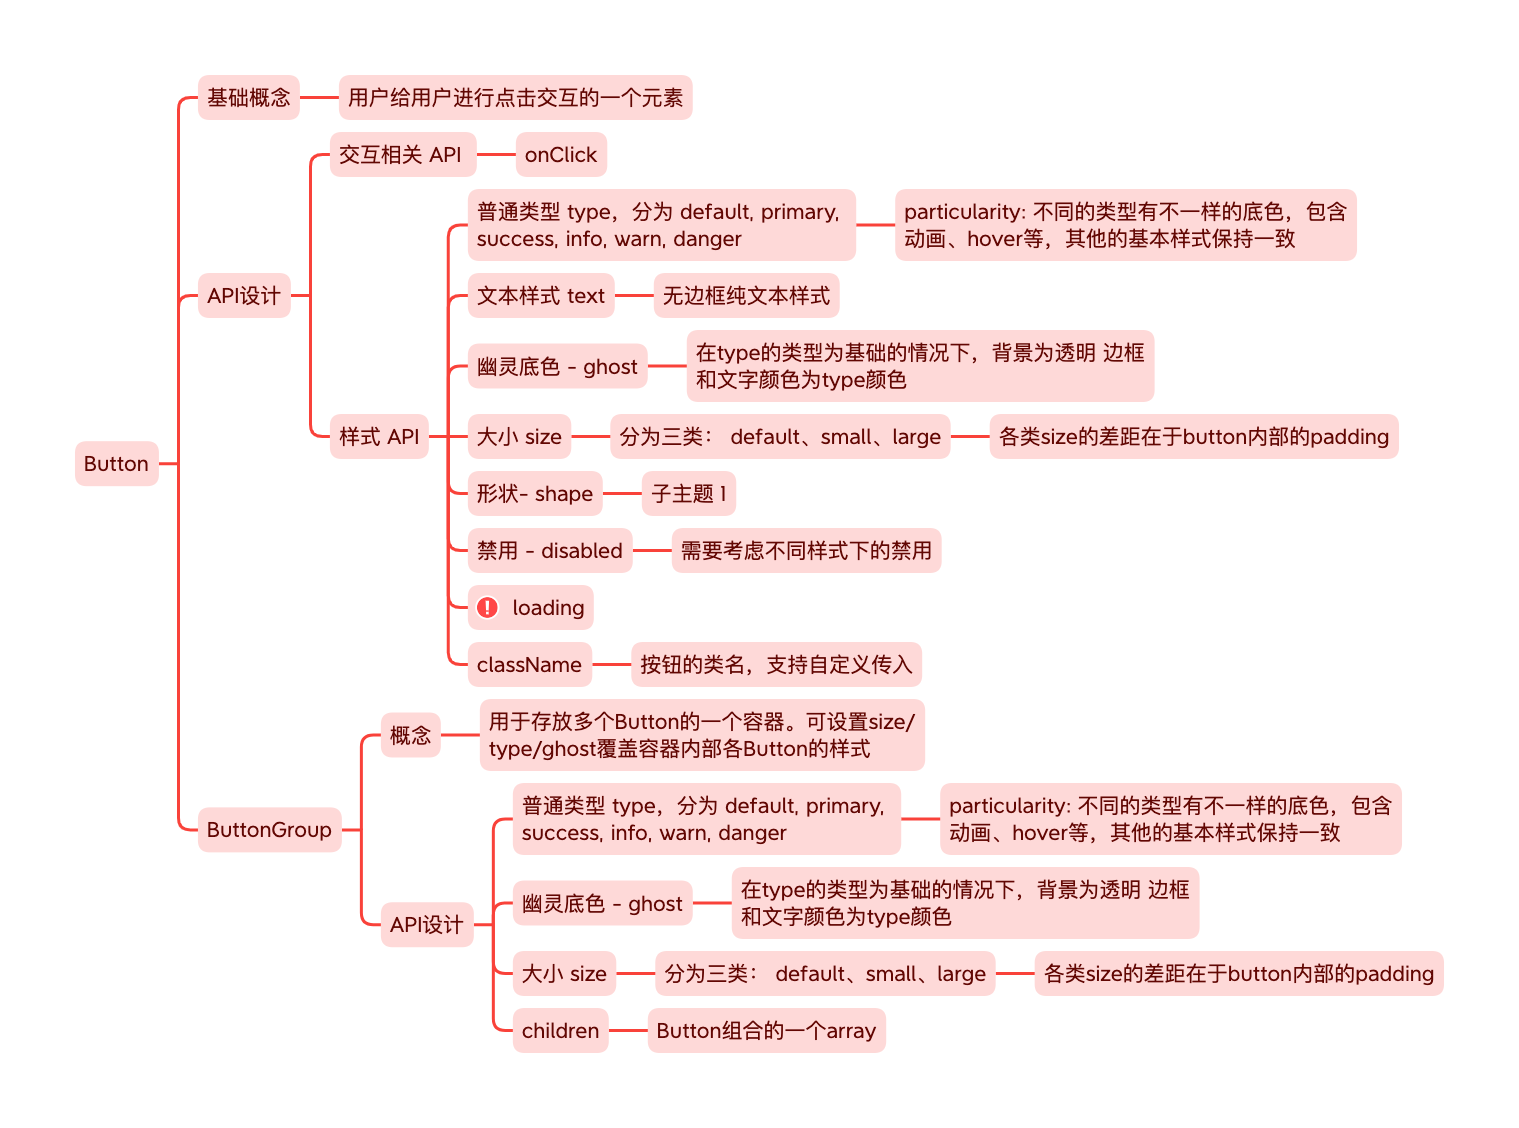 Button
基础概念
用户给用户进行点击交互的一个元素
API设计
交互相关 API
onClick
样式 API
普通类型 type，分为 default, primary,
success, info, warn, danger
particularity: 不同的类型有不一样的底色，包含
动画、hover等，其他的基本样式保持一致
文本样式 text
无边框纯文本样式
幽灵底色 - ghost
在type的类型为基础的情况下，背景为透明 边框
和文字颜色为type颜色
大小 size
分为三类： default、small、large
各类size的差距在于button内部的padding
形状- shape
子主题 1
禁用 - disabled
需要考虑不同样式下的禁用
loading
className
按钮的类名，支持自定义传入
ButtonGroup
概念
用于存放多个Button的一个容器。可设置size/
type/ghost覆盖容器内部各Button的样式
API设计
普通类型 type，分为 default, primary,
success, info, warn, danger
particularity: 不同的类型有不一样的底色，包含
动画、hover等，其他的基本样式保持一致
幽灵底色 - ghost
在type的类型为基础的情况下，背景为透明 边框
和文字颜色为type颜色
大小 size
分为三类： default、small、large
各类size的差距在于button内部的padding
children
Button组合的一个array